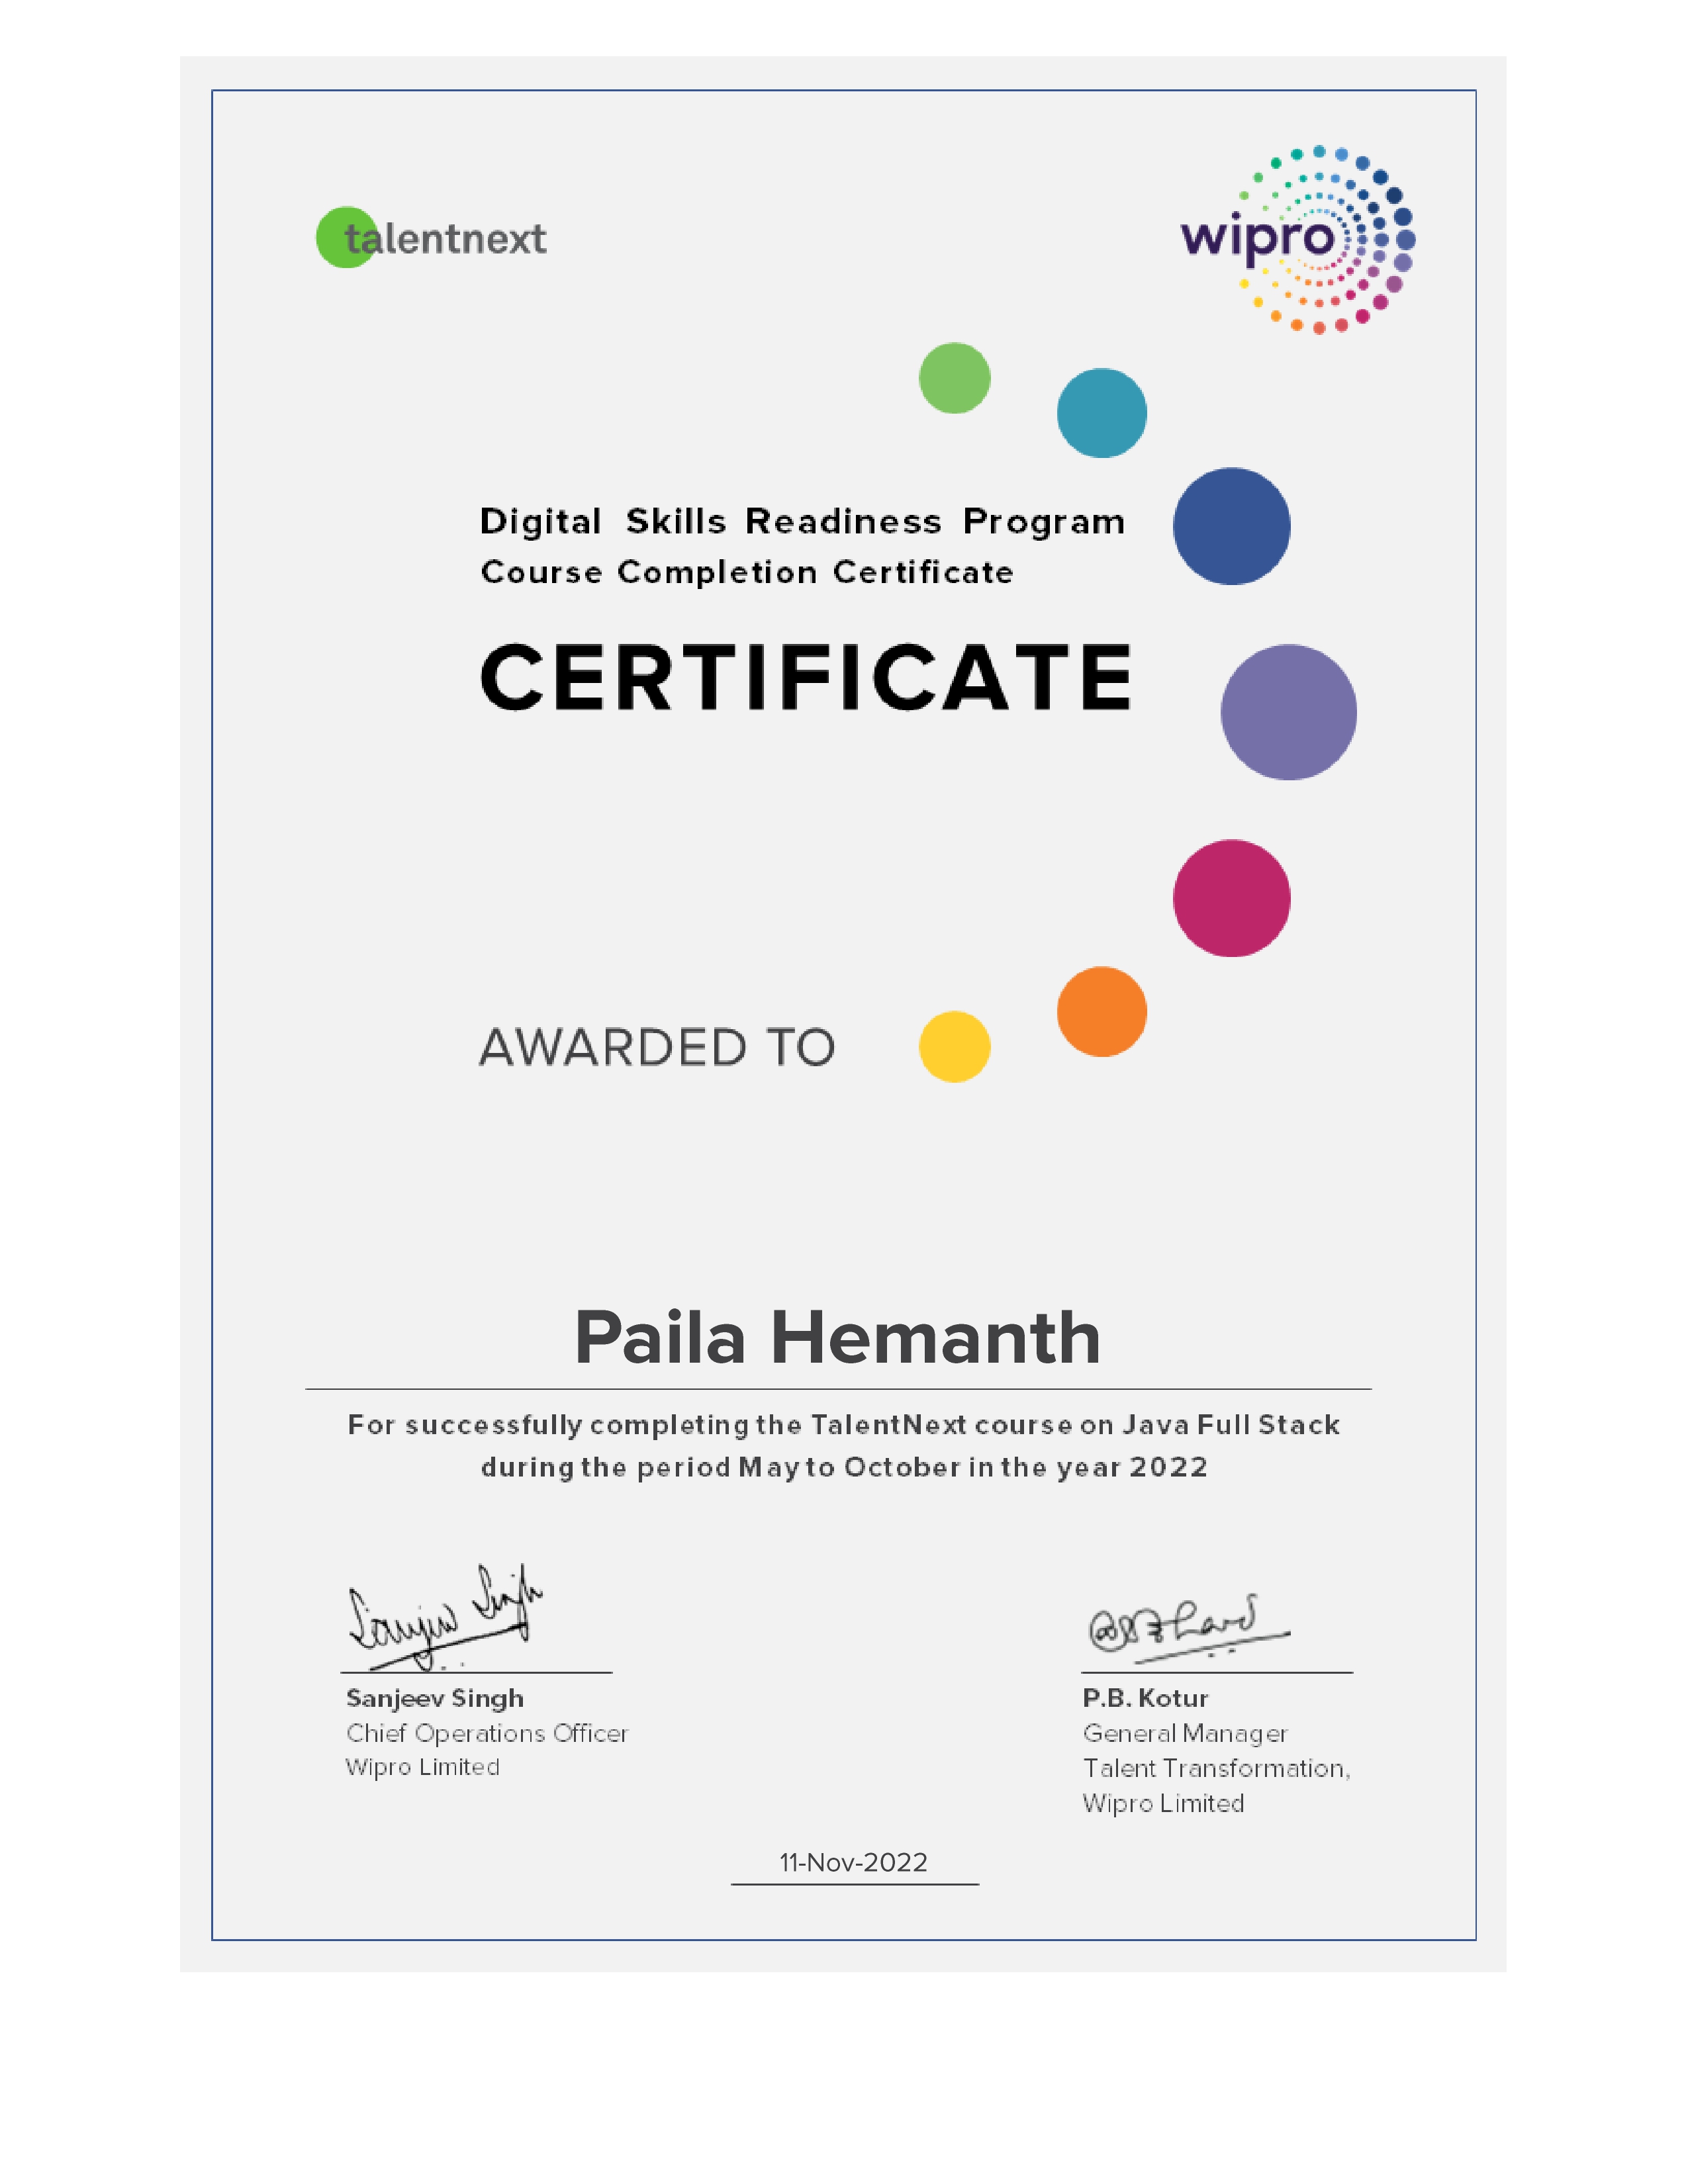 talentnext
wipro
Digital Skills Readiness Program
Course Completion Certificate
CERTIFICATE
AWARDED TO
Paila Hemanth
For successfully completing the TalentNext course on Java Full Stack
during the period May to October in the year 2022
Sanjeev Singh
Sanjeev Singh
Chief Operations Officer
Wipro Limited
P.B. Kotur
General Manager
Talent Transformation,
Wipro Limited
11-Nov-2022